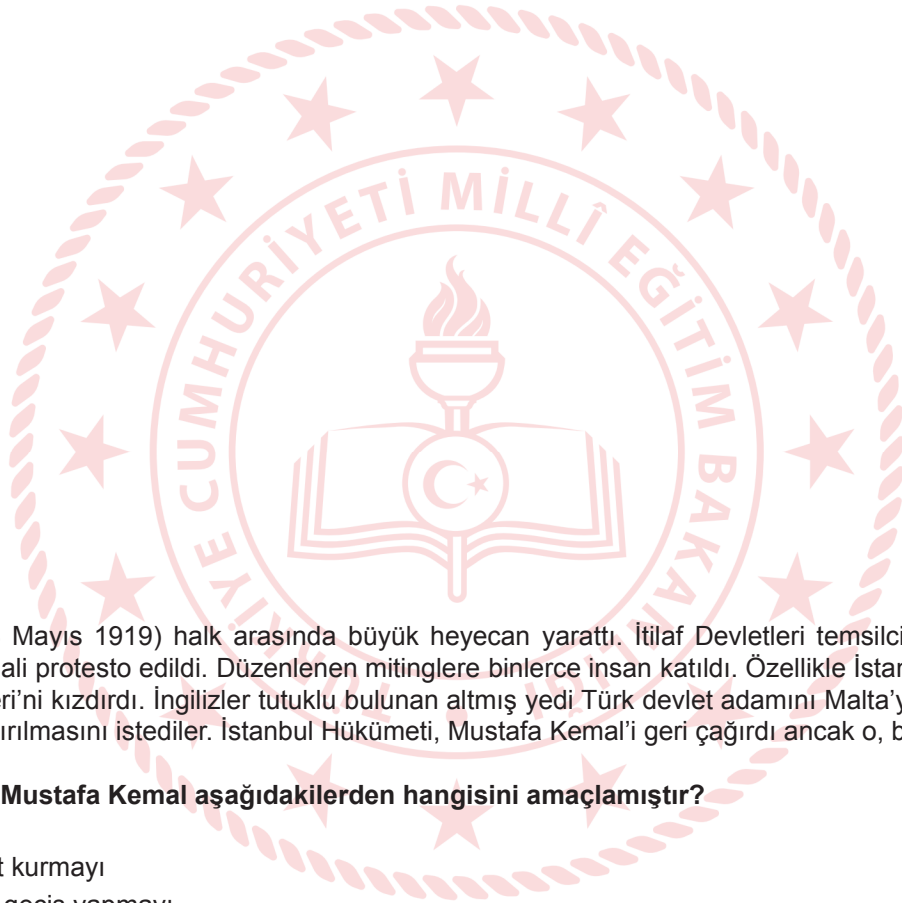 TÜRKİYE CUMHURİYETİ MİLLÎ EĞİTİM BAKANLIĞI
Mayıs 1919) halk arasında büyük heyecan yarattı. İtilaf Devletleri temsilci
ali protesto edildi. Düzenlenen mitinglere binlerce insan katıldı. Özellikle İstan
eri’ni kızdırdı. İngilizler tutuklu bulunan altmış yedi Türk devlet adamını Malta’y
ırılmasını istediler. İstanbul Hükümeti, Mustafa Kemal’i geri çağırdı ancak o, b
Mustafa Kemal aşağıdakilerden hangisini amaçlamıştır?
t kurmayı
geçiş yapmayı